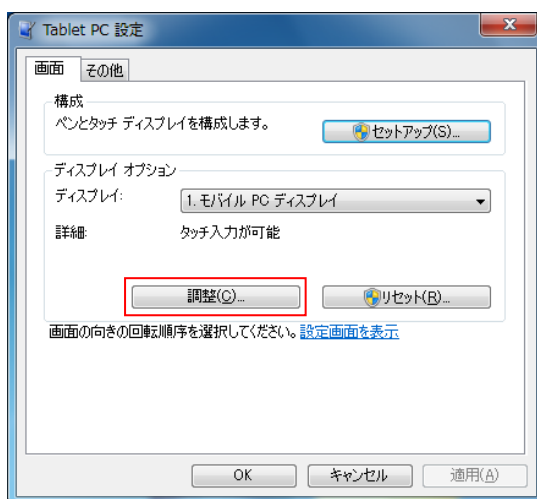 Tablet PC 設定
画面 その他
構成
ペンとタッチ ディスプレイを構成します。 セットアップ(S)...
ディスプレイ オプション
ディスプレイ: 1. モバイル PC ディスプレイ
詳細: タッチ入力が可能
調整(C)... リセット(R)...
画面の向きの回転順序を選択してください。設定画面を表示
OK キャンセル 適用(A)